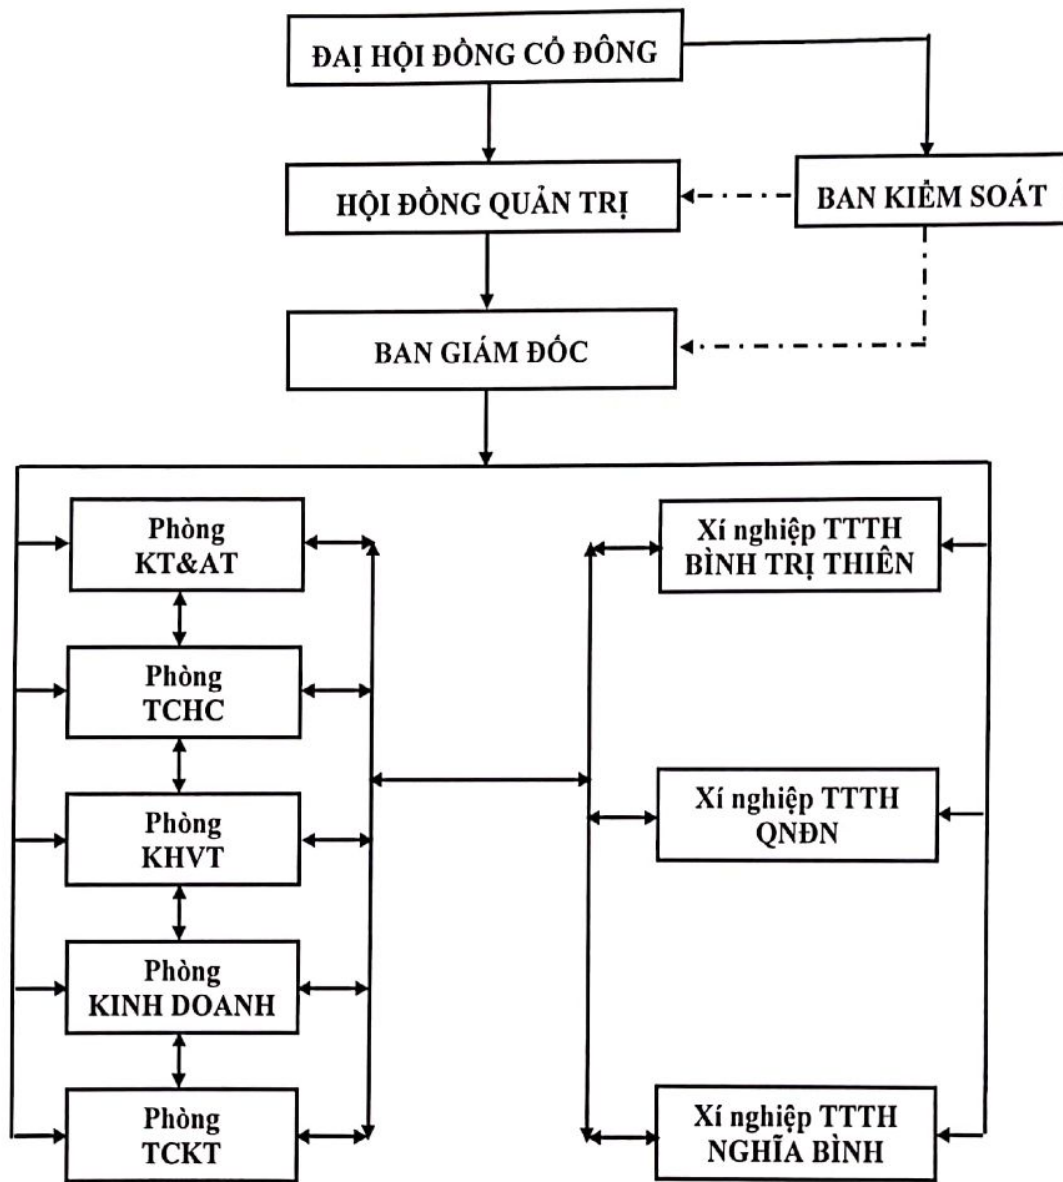 ĐAỊ HỘI ĐỒNG CỔ ĐÔNG
HỘI ĐỒNG QUẢN TRỊ
BAN KIỂM SOÁT
BAN GIÁM ĐỐC
Phòng
KT&AT
Phòng
TCHC
Phòng
KHVT
Phòng
KINH DOANH
Phòng
TCKT
Xí nghiệp TTTH
BÌNH TRỊ THIÊN
Xí nghiệp TTTH
QNĐN
Xí nghiệp TTTH
NGHĨA BÌNH